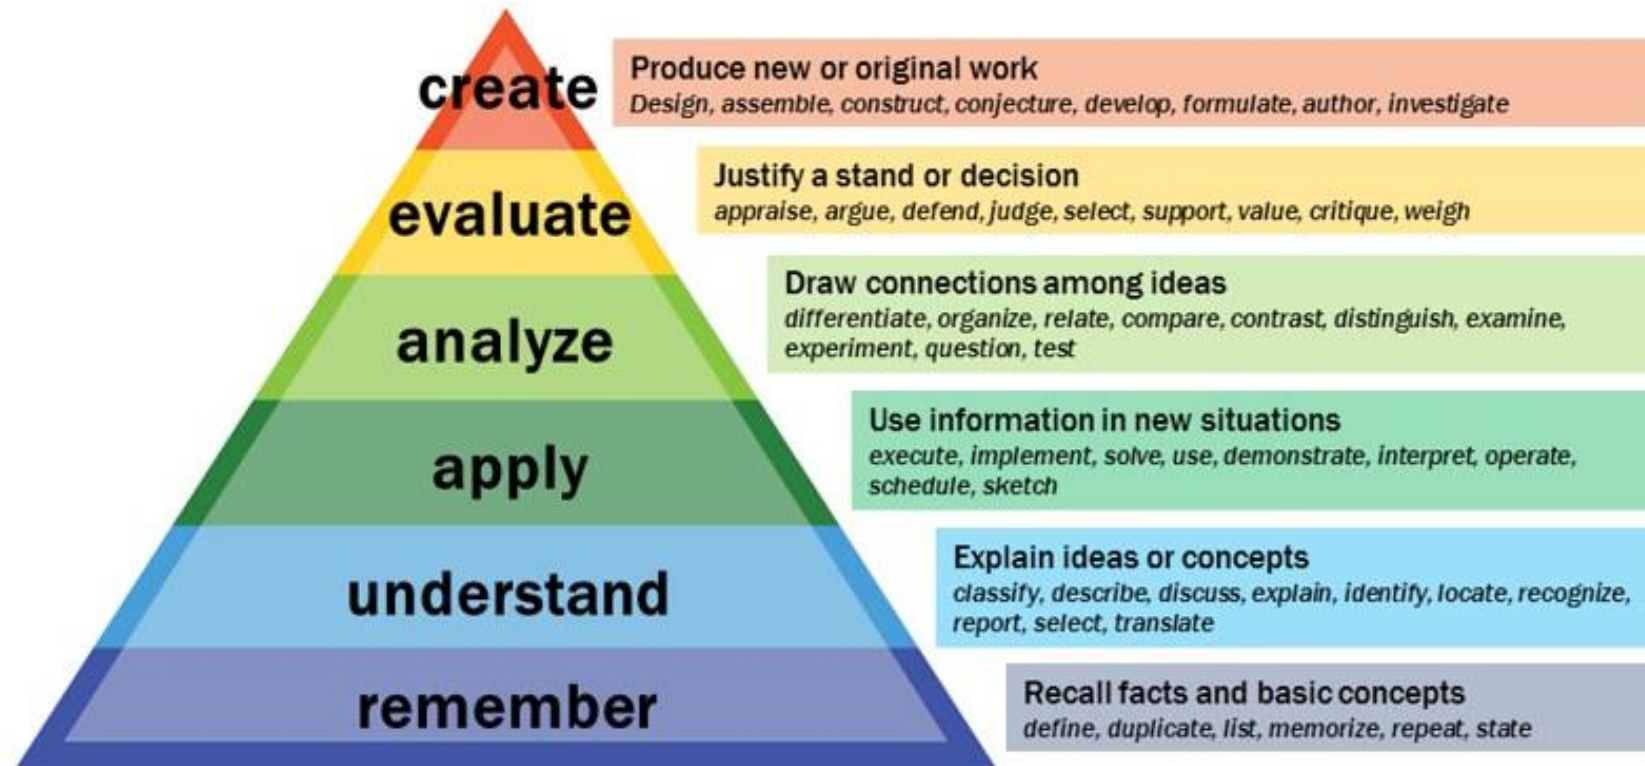 create
Produce new or original work
Design, assemble, construct, conjecture, develop, formulate, author, investigate
evaluate
Justify a stand or decision
appraise, argue, defend, judge, select, support, value, critique, weigh
analyze
Draw connections among ideas
differentiate, organize, relate, compare, contrast, distinguish, examine,
experiment, question, test
apply
Use information in new situations
execute, implement, solve, use, demonstrate, interpret, operate,
schedule, sketch
understand
Explain ideas or concepts
classify, describe, discuss, explain, identify, locate, recognize,
report, select, translate
remember
Recall facts and basic concepts
define, duplicate, list, memorize, repeat, state